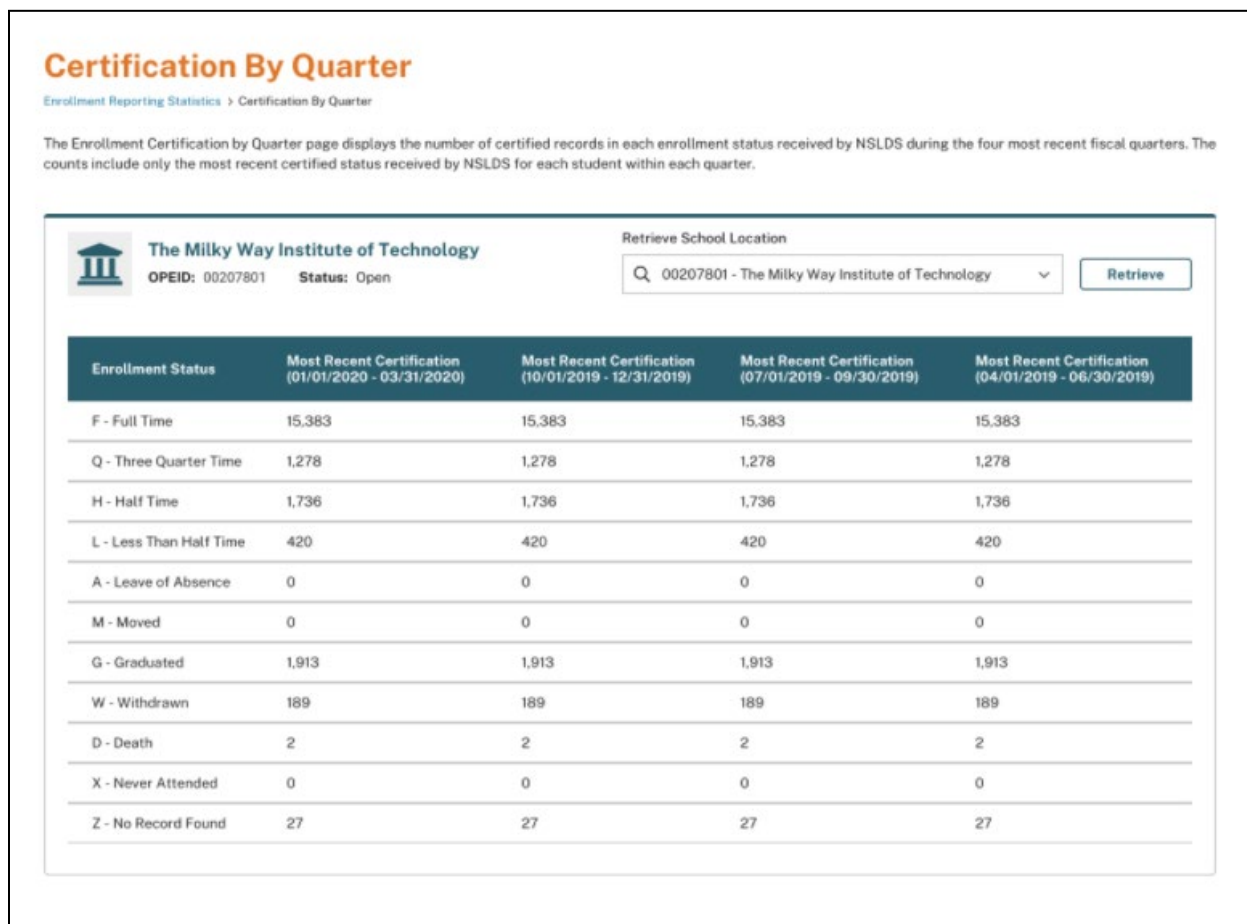 Certification By Quarter
Enrollment Reporting Statistics > Certification By Quarter
The Enrollment Certification by Quarter page displays the number of certified records in each enrollment status received by NSLDS during the four most recent fiscal quarters. The
counts include only the most recent certified status received by NSLDS for each student within each quarter.
The Milky Way Institute of Technology
OPEID: 00207801 Status: Open
Retrieve School Location
00207801 - The Milky Way Institute of Technology
Retrieve
Enrollment Status Most Recent Certification (01/01/2020 - 03/31/2020) Most Recent Certification (10/01/2019 - 12/31/2019) Most Recent Certification (07/01/2019 - 09/30/2019) Most Recent Certification (04/01/2019 - 06/30/2019)
F - Full Time 15,383 15,383 15,383 15,383
Q - Three Quarter Time 1,278 1,278 1,278 1,278
H - Half Time 1,736 1,736 1,736 1,736
L - Less Than Half Time 420 420 420 420
A - Leave of Absence 0 0 0 0
M - Moved 0 0 0 0
G - Graduated 1,913 1,913 1,913 1,913
W - Withdrawn 189 189 189 189
D - Death 2 2 2 2
X - Never Attended 0 0 0 0
Z - No Record Found 27 27 27 27